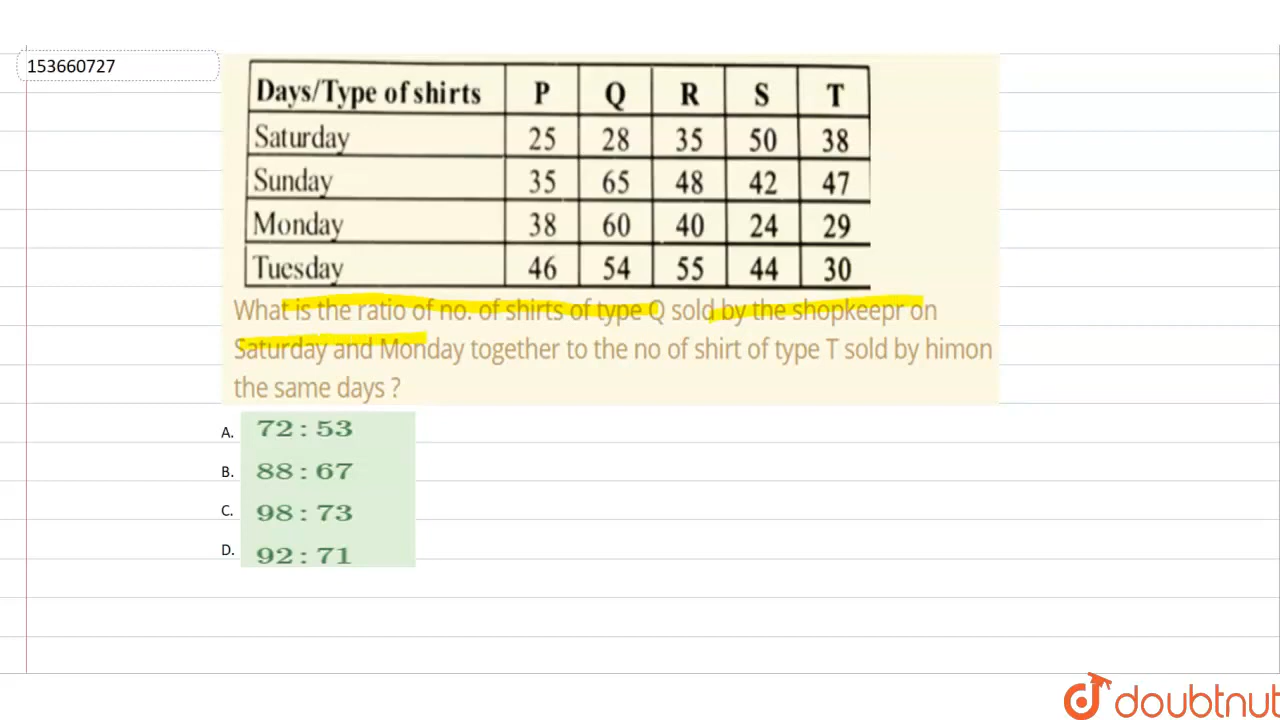 153660727
Days/Type of shirts P Q R S T
Saturday 25 28 35 50 38
Sunday 35 65 48 42 47
Monday 38 60 40 24 29
Tuesday 46 54 55 44 30
What is the ratio of no. of shirts of type Q sold by the shopkeepr on
Saturday and Monday together to the no of shirt of type T sold by himon
the same days ?
A. 72 : 53
B. 88 : 67
C. 98 : 73
D. 92 : 71
doubtnut